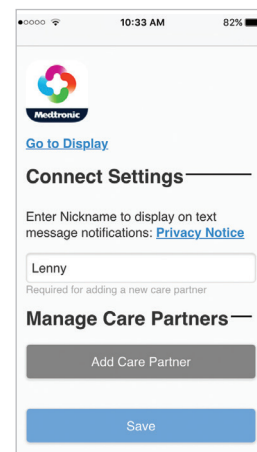 10:33 AM 82%
Medtronic
Go to Display
Connect Settings
Enter Nickname to display on text
message notifications: Privacy Notice
Lenny
Required for adding a new care partner
Manage Care Partners
Add Care Partner
Save